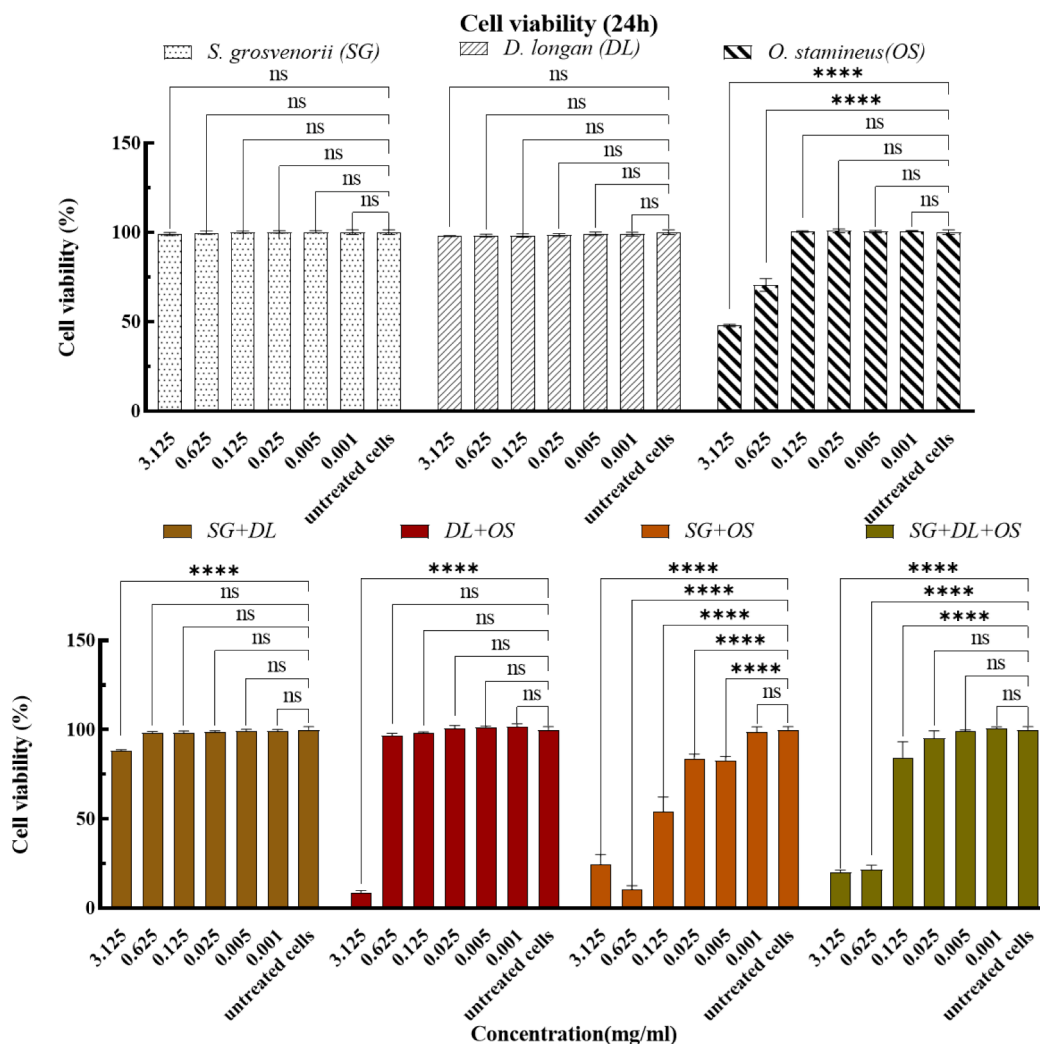 Cell viability (24h)
S. grosvenorii (SG) D. longan (DL) O. stamineus(OS)
ns ns ****
ns ns ****
ns ns ns
ns ns ns
ns ns ns
ns ns ns
Cell viability (%)
150
100
50
0
3.125 0.625 0.125 0.025 0.005 0.001 untreated cells 3.125 0.625 0.125 0.025 0.005 0.001 untreated cells 3.125 0.625 0.125 0.025 0.005 0.001 untreated cells
SG+DL DL+OS SG+OS SG+DL+OS
**** **** **** ****
ns ns **** ****
ns ns **** ****
ns ns **** ns
ns ns **** ns
ns ns ns ns
Cell viability (%)
150
100
50
0
3.125 0.625 0.125 0.025 0.005 0.001 untreated cells 3.125 0.625 0.125 0.025 0.005 0.001 untreated cells 3.125 0.625 0.125 0.025 0.005 0.001 untreated cells 3.125 0.625 0.125 0.025 0.005 0.001 untreated cells
Concentration(mg/ml)